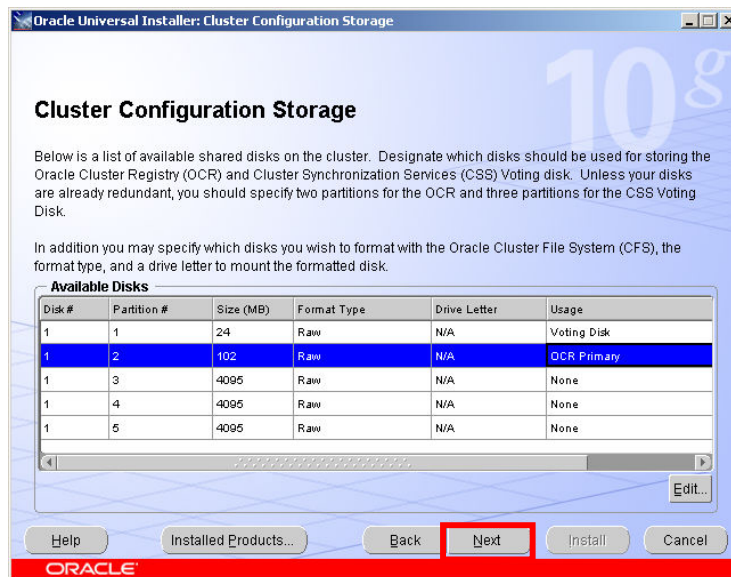 Oracle Universal Installer: Cluster Configuration Storage
10g
Cluster Configuration Storage
Below is a list of available shared disks on the cluster. Designate which disks should be used for storing the
Oracle Cluster Registry (OCR) and Cluster Synchronization Services (CSS) Voting disk. Unless your disks
are already redundant, you should specify two partitions for the OCR and three partitions for the CSS Voting
Disk.
In addition you may specify which disks you wish to format with the Oracle Cluster File System (CFS), the
format type, and a drive letter to mount the formatted disk.
Available Disks
Disk# Partition # Size (MB) Format Type Drive Letter Usage
1 1 24 Raw N/A Voting Disk
1 2 102 Raw N/A OCR Primary
1 3 4095 Raw N/A None
1 4 4095 Raw N/A None
1 5 4095 Raw N/A None
Edit...
Help Installed Products... Back Next Install Cancel
ORACLE